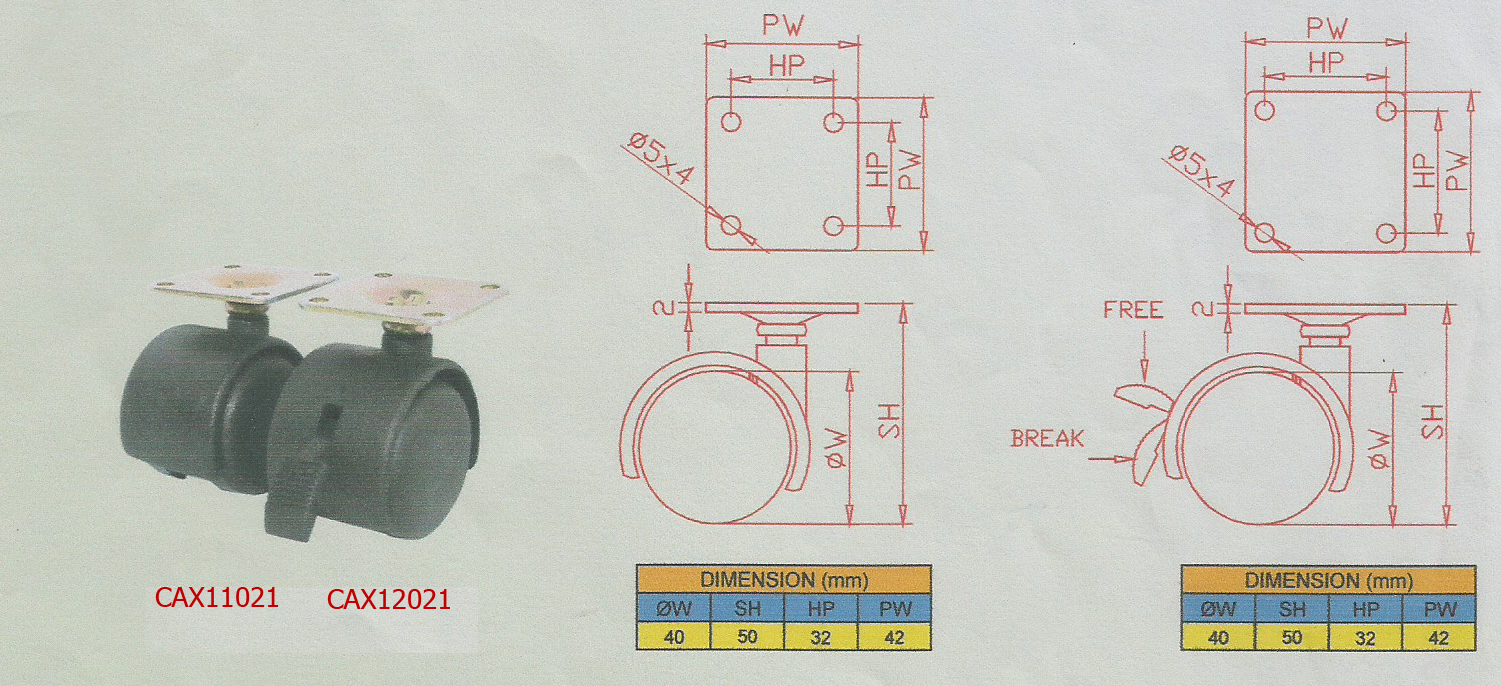 PW
HP
Ø5x4
HP
PW
2
SH
ØW
PW
HP
Ø5x4
HP
PW
FREE
2
BREAK
SH
ØW
CAX11021 CAX12021
DIMENSION (mm)
ØW SH HP PW
40 50 32 42
DIMENSION (mm)
ØW SH HP PW
40 50 32 42